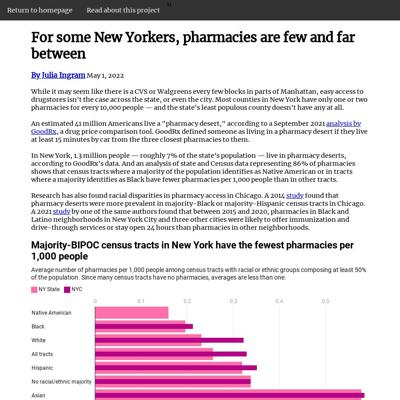 Return to homepage
Read about this project
For some New Yorkers, pharmacies are few and far
between
By Julia Ingram May 1, 2022
While it may seem like there is a CVS or Walgreens every few blocks in parts of Manhattan, easy access to
drugstores isn't the case across the state, or even the city. Most counties in New York have only one or two
pharmacies for every 10,000 people — and the state's least populous county doesn't have any at all.
An estimated 41 million Americans live a "pharmacy desert," according to a September 2021 analysis by
GoodRx, a drug price comparison tool. GoodRx defined someone as living in a pharmacy desert if they live
at least 15 minutes by car from the three closest pharmacies to them.
In New York, 1.3 million people — roughly 7% of the state's population — live in pharmacy deserts,
according to GoodRx's data. And an analysis of state and Census data representing 86% of pharmacies
shows that census tracts where a majority of the population identifies as Native American or in tracts
where a majority identifies as Black have fewer pharmacies per 1,000 people than in other tracts.
Research has also found racial disparities in pharmacy access in Chicago. A 2014 study found that
pharmacy deserts were more prevalent in majority-Black or majority-Hispanic census tracts in Chicago.
A 2021 study by one of the same authors found that between 2015 and 2020, pharmacies in Black and
Latino neighborhoods in New York City and three other cities were likely to offer immunization and
drive-through services or stay open 24 hours than pharmacies in other neighborhoods.
Majority-BIPOC census tracts in New York have the fewest pharmacies per
1,000 people
Average number of pharmacies per 1,000 people among census tracts with racial or ethnic groups composing at least 50%
of the population. Since many census tracts have no pharmacies, averages are less than one.
NY State NYC
0 0.1 0.2 0.3 0.4 0.5
Native American
Black
White
All tracts
Hispanic
No racial/ethnic majority
Asian